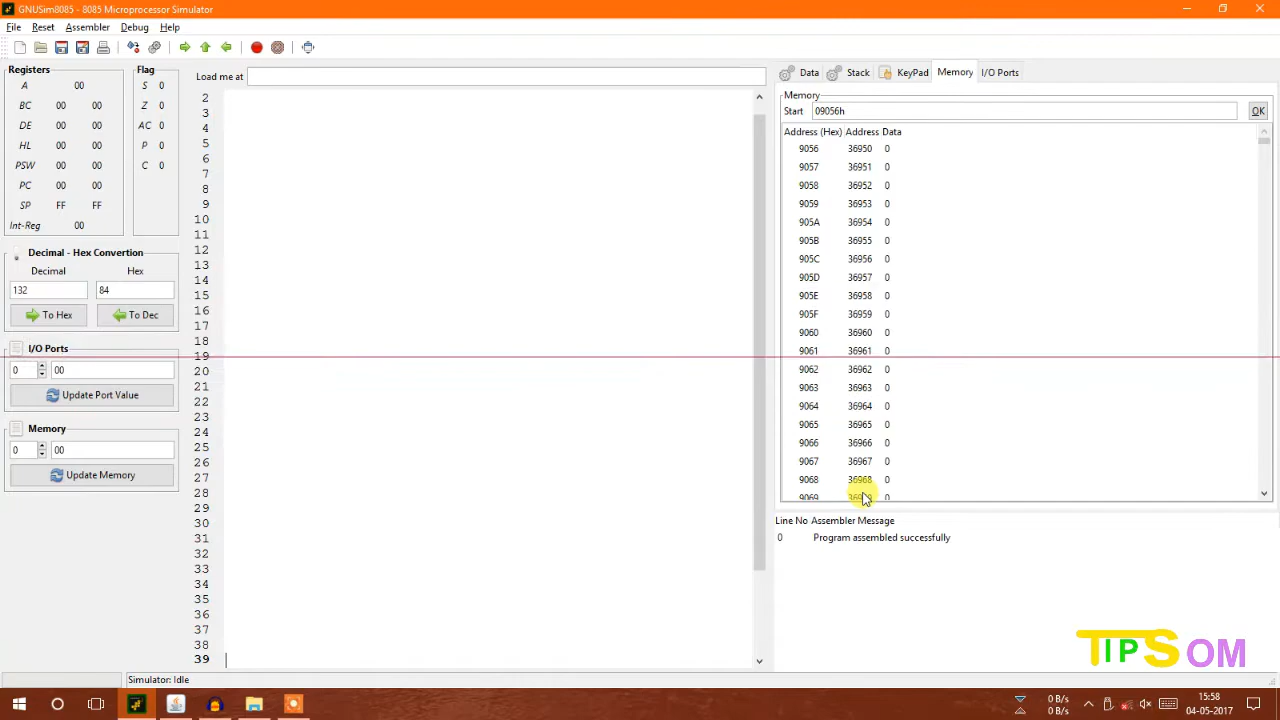 GNUSim8085 - 8085 Microprocessor Simulator
File Reset Assembler Debug Help
Registers
A 00
BC 00 00
DE 00 00
HL 00 00
PSW 00 00
PC 00 00
SP FF FF
Int-Reg 00
Flag
S 0
Z 0
AC 0
P 0
C 0
Decimal - Hex Convertion
Decimal Hex
132 84
To Hex To Dec
I/O Ports
0 00
Update Port Value
Memory
0 00
Update Memory
Load me at
2
3
4
5
6
7
8
9
10
11
12
13
14
15
16
17
18
19
20
21
22
23
24
25
26
27
28
29
30
31
32
33
34
35
36
37
38
39
Data Stack KeyPad Memory I/O Ports
Memory
Start 09056h OK
Address (Hex) Address Data
9056 36950 0
9057 36951 0
9058 36952 0
9059 36953 0
905A 36954 0
905B 36955 0
905C 36956 0
905D 36957 0
905E 36958 0
905F 36959 0
9060 36960 0
9061 36961 0
9062 36962 0
9063 36963 0
9064 36964 0
9065 36965 0
9066 36966 0
9067 36967 0
9068 36968 0
9069 0
Line No Assembler Message
0 Program assembled successfully
TIPSOM
Simulator: Idle
0 B/s
0 B/s
15:58
04-05-2017